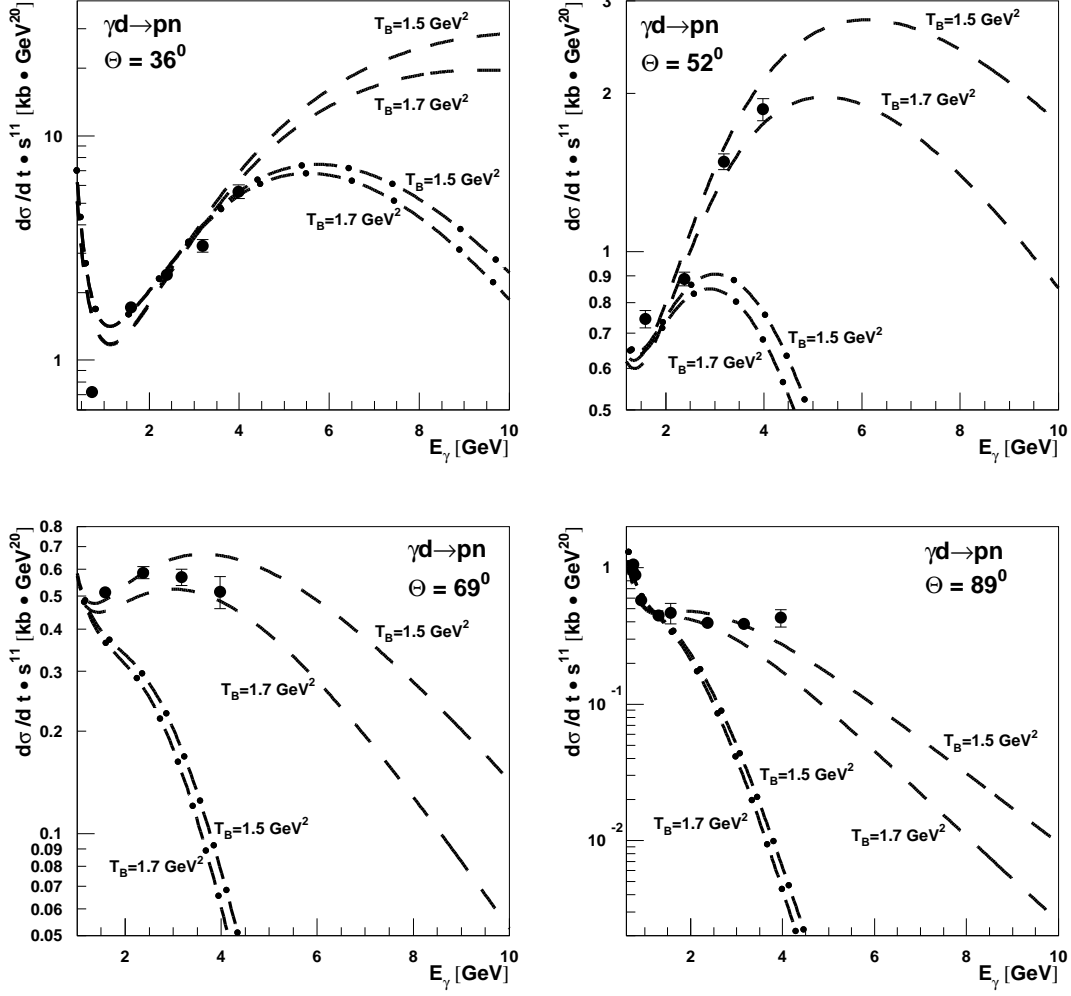 γd→pn
Θ = 36⁰
T_B=1.5 GeV²
T_B=1.7 GeV²
T_B=1.5 GeV²
T_B=1.7 GeV²
dσ/d t • s¹¹ [kb • GeV²⁰]
10
1
2 4 6 8 10
E_γ [GeV]
γd→pn
Θ = 52⁰
T_B=1.5 GeV²
T_B=1.7 GeV²
T_B=1.5 GeV²
T_B=1.7 GeV²
dσ/d t • s¹¹ [kb • GeV²⁰]
3
2
1
0.9
0.8
0.7
0.6
0.5
2 4 6 8 10
E_γ [GeV]
γd→pn
Θ = 69⁰
T_B=1.5 GeV²
T_B=1.7 GeV²
T_B=1.5 GeV²
T_B=1.7 GeV²
dσ/d t • s¹¹ [kb • GeV²⁰]
0.8
0.7
0.6
0.5
0.4
0.3
0.2
0.1
0.09
0.08
0.07
0.06
0.05
2 4 6 8 10
E_γ [GeV]
γd→pn
Θ = 89⁰
T_B=1.5 GeV²
T_B=1.5 GeV²
T_B=1.7 GeV²
T_B=1.7 GeV²
dσ/d t • s¹¹ [kb • GeV²⁰]
1
10⁻¹
10⁻²
2 4 6 8 10
E_γ [GeV]